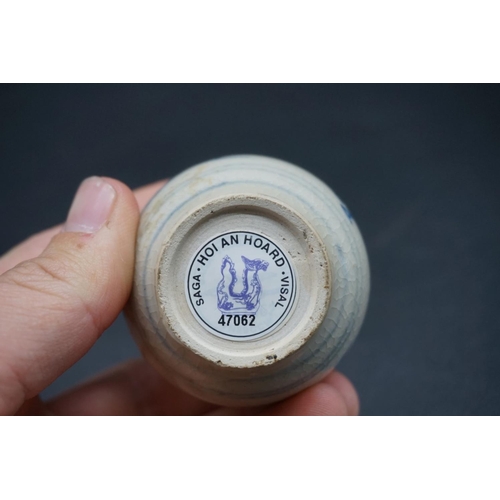 SAGA · HOI AN HOARD · VISAL
47062